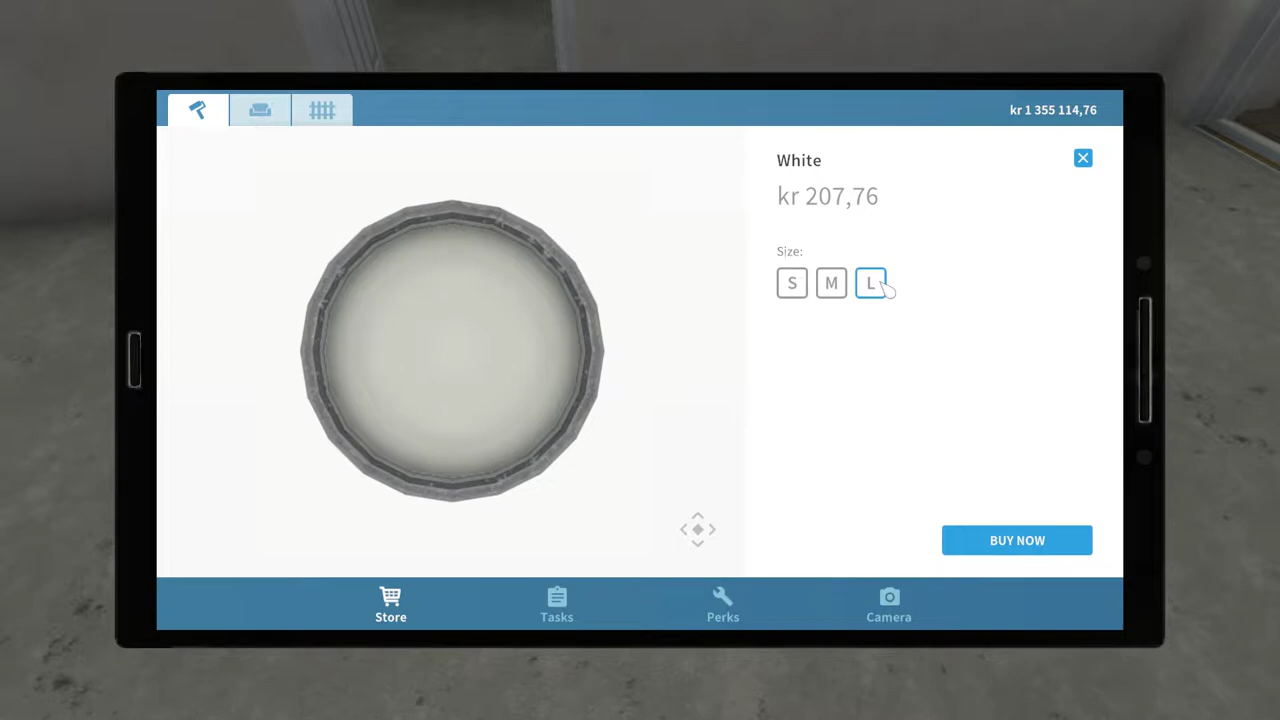 kr 1 355 114,76
White
kr 207,76
Size:
S M L
BUY NOW
Store Tasks Perks Camera